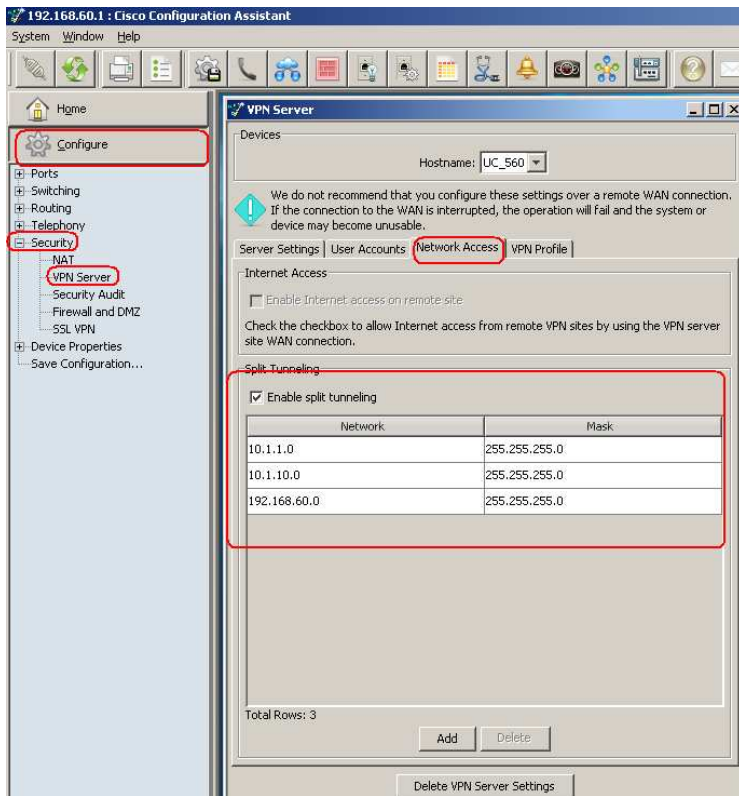 192.168.60.1 : Cisco Configuration Assistant
System Window Help
Home
Configure
Ports
Switching
Routing
Telephony
Security
NAT
VPN Server
Security Audit
Firewall and DMZ
SSL VPN
Device Properties
Save Configuration...
VPN Server
Devices
Hostname: UC_560
We do not recommend that you configure these settings over a remote WAN connection.
If the connection to the WAN is interrupted, the operation will fail and the system or
device may become unusable.
Server Settings User Accounts Network Access VPN Profile
Internet Access
Enable Internet access on remote site
Check the checkbox to allow Internet access from remote VPN sites by using the VPN server
site WAN connection.
Split Tunneling
Enable split tunneling
Network Mask
10.1.1.0 255.255.255.0
10.1.10.0 255.255.255.0
192.168.60.0 255.255.255.0
Total Rows: 3
Add Delete
Delete VPN Server Settings